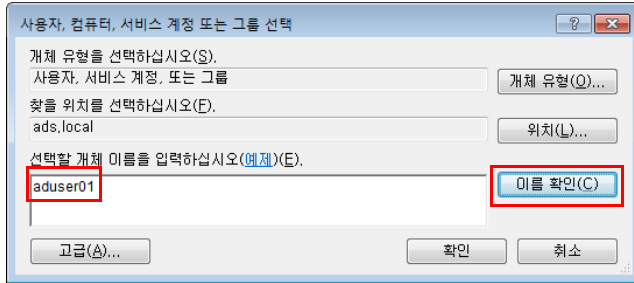 사용자, 컴퓨터, 서비스 계정 또는 그룹 선택
개체 유형을 선택하십시오(S).
사용자, 서비스 계정, 또는 그룹
개체 유형(O)...
찾을 위치를 선택하십시오(F).
ads.local
위치(L)...
선택할 개체 이름을 입력하십시오(예제)(E).
aduser01
이름 확인(C)
고급(A)...
확인
취소